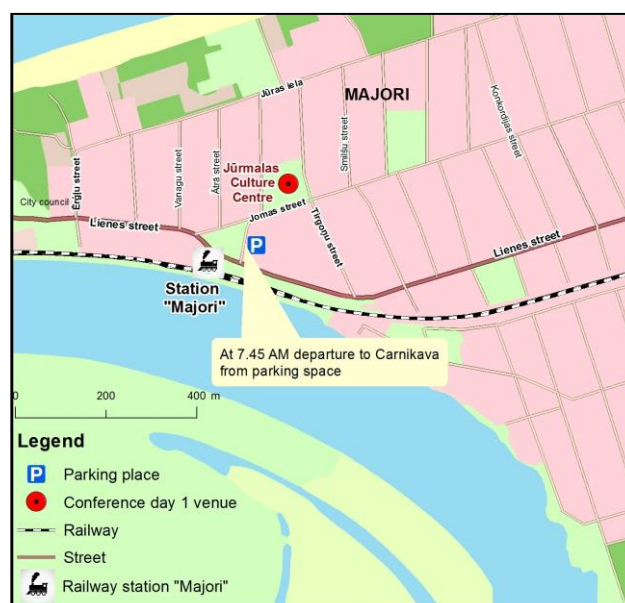 Jūras iela
MAJORI
Konkordijas street
Smilšu street
Ātrā street
Vanagu street
Ērgļu street
Jūrmalas
Culture
Centre
City council
Jomas street
Lienes street
Tirgoņu street
Lienes street
P
Station
"Majori"
At 7.45 AM departure to Carnikava
from parking space
0 200 400 m
Legend
P Parking place
Conference day 1 venue
Railway
Street
Railway station "Majori"